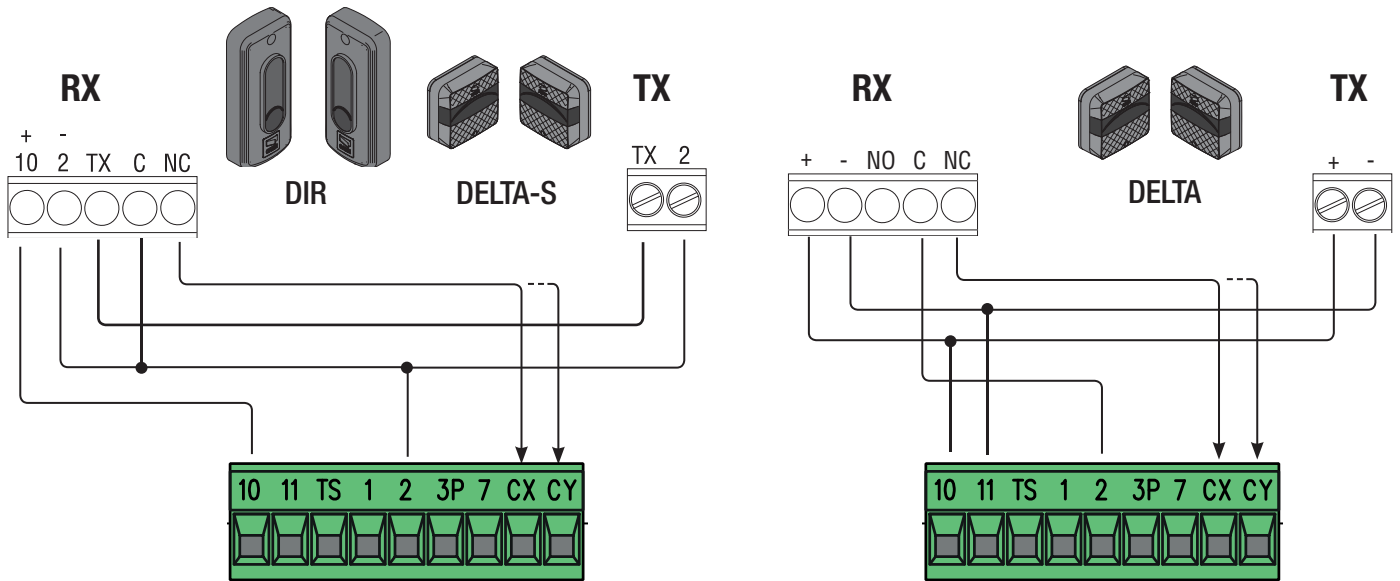 RX
TX
+ -
10 2 TX C NC
TX 2
DIR
DELTA-S
10 11 TS 1 2 3P 7 CX CY
RX
TX
+ - NO C NC
+ -
DELTA
10 11 TS 1 2 3P 7 CX CY